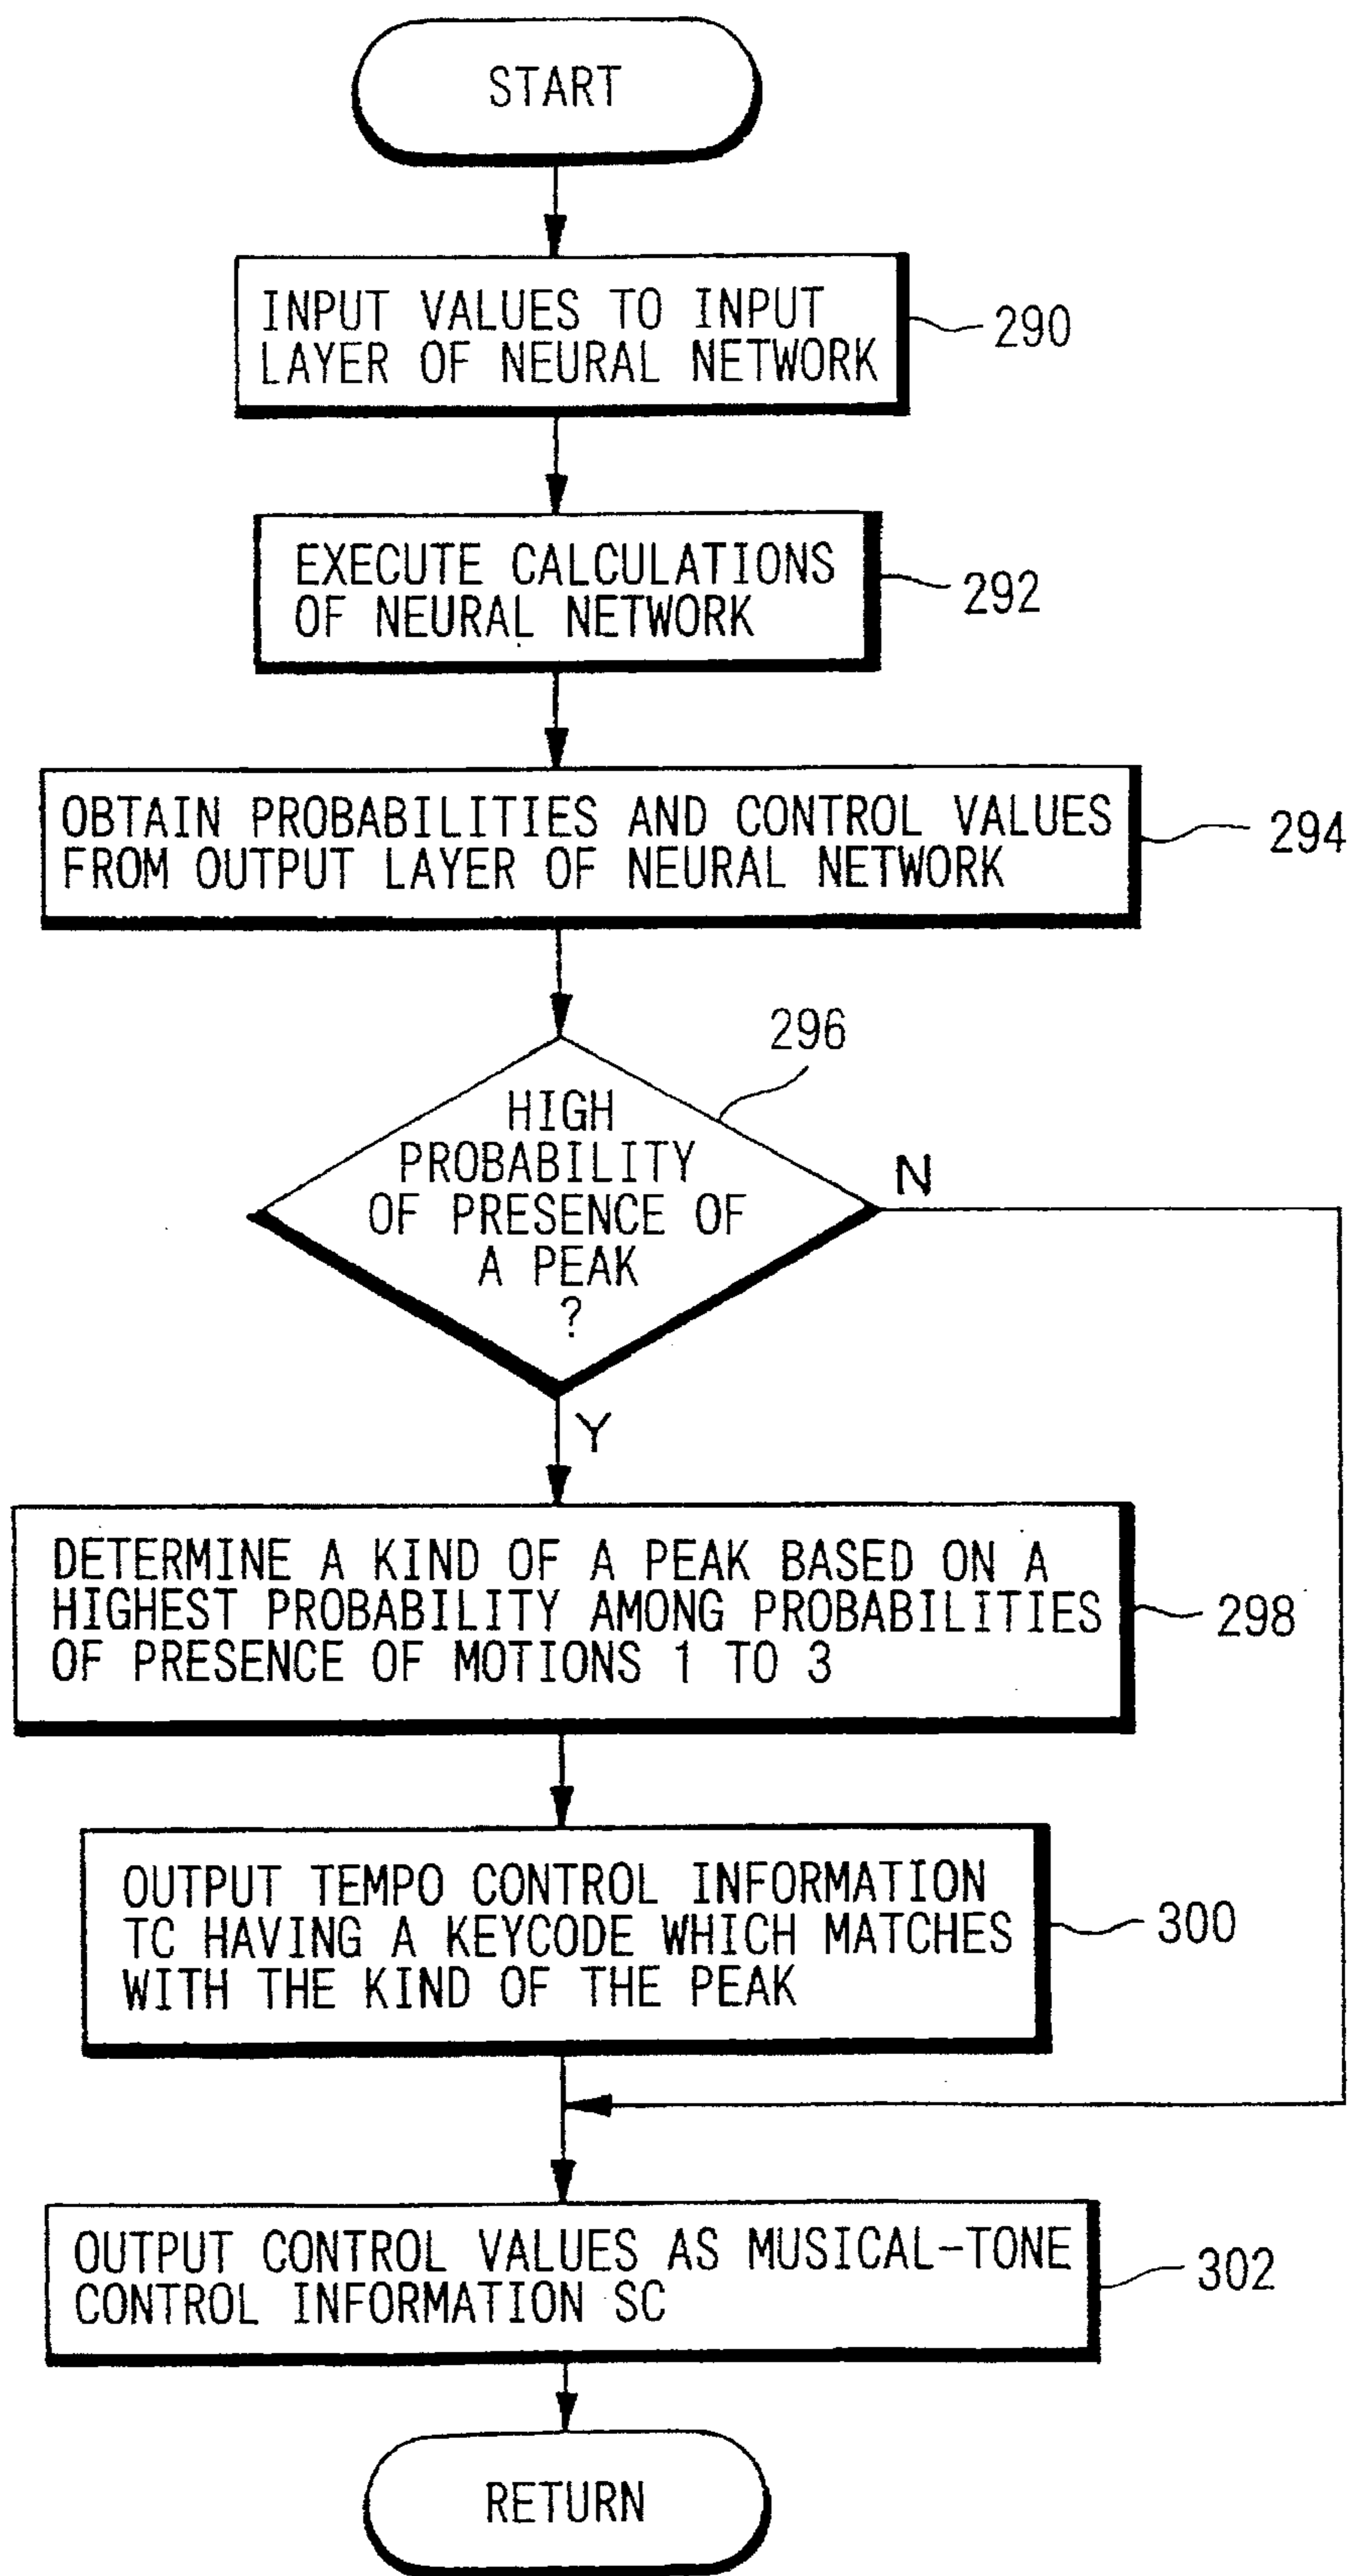 START
INPUT VALUES TO INPUT
LAYER OF NEURAL NETWORK
290
EXECUTE CALCULATIONS
OF NEURAL NETWORK
292
OBTAIN PROBABILITIES AND CONTROL VALUES
FROM OUTPUT LAYER OF NEURAL NETWORK
294
296
HIGH
PROBABILITY
OF PRESENCE OF
A PEAK
?
N
Y
DETERMINE A KIND OF A PEAK BASED ON A
HIGHEST PROBABILITY AMONG PROBABILITIES
OF PRESENCE OF MOTIONS 1 TO 3
298
OUTPUT TEMPO CONTROL INFORMATION
TC HAVING A KEYCODE WHICH MATCHES
WITH THE KIND OF THE PEAK
300
OUTPUT CONTROL VALUES AS MUSICAL-TONE
CONTROL INFORMATION SC
302
RETURN